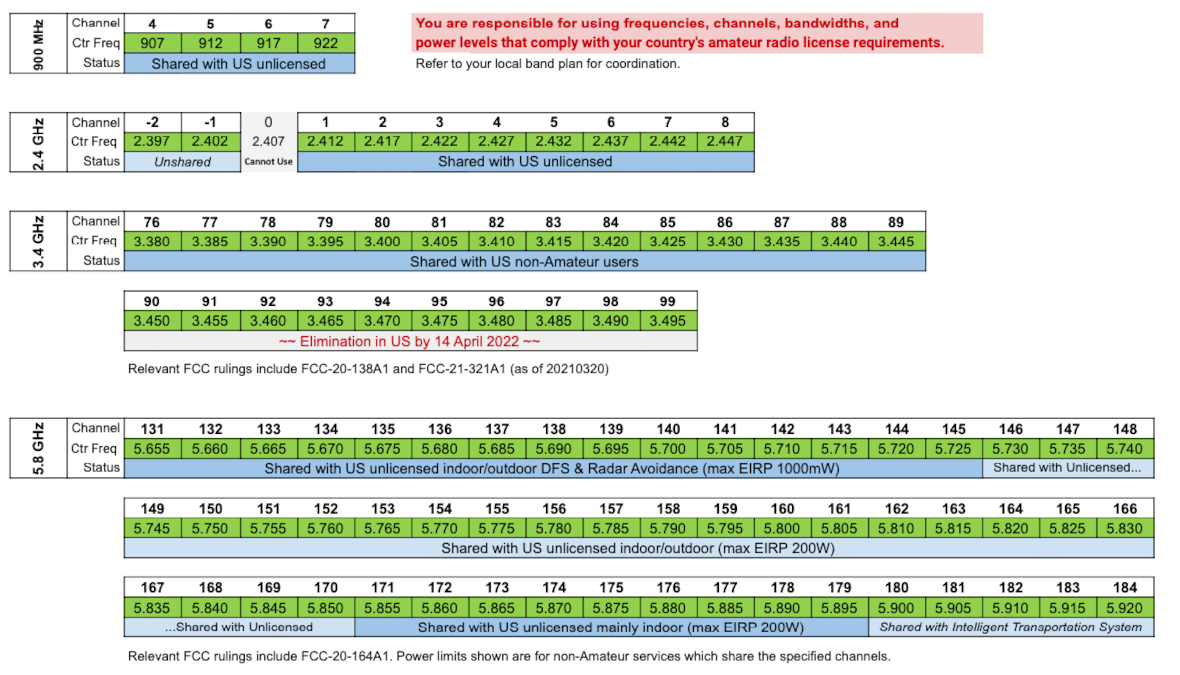 900 MHz
Channel 4 5 6 7
Ctr Freq 907 912 917 922
Status Shared with US unlicensed
You are responsible for using frequencies, channels, bandwidths, and
power levels that comply with your country's amateur radio license requirements.
Refer to your local band plan for coordination.
2.4 GHz
Channel -2 -1 0 1 2 3 4 5 6 7 8
Ctr Freq 2.397 2.402 2.407 2.412 2.417 2.422 2.427 2.432 2.437 2.442 2.447
Status Unshared Cannot Use Shared with US unlicensed
3.4 GHz
Channel 76 77 78 79 80 81 82 83 84 85 86 87 88 89
Ctr Freq 3.380 3.385 3.390 3.395 3.400 3.405 3.410 3.415 3.420 3.425 3.430 3.435 3.440 3.445
Status Shared with US non-Amateur users
90 91 92 93 94 95 96 97 98 99
3.450 3.455 3.460 3.465 3.470 3.475 3.480 3.485 3.490 3.495
~~ Elimination in US by 14 April 2022 ~~
Relevant FCC rulings include FCC-20-138A1 and FCC-21-321A1 (as of 20210320)
5.8 GHz
Channel 131 132 133 134 135 136 137 138 139 140 141 142 143 144 145 146 147 148
Ctr Freq 5.655 5.660 5.665 5.670 5.675 5.680 5.685 5.690 5.695 5.700 5.705 5.710 5.715 5.720 5.725 5.730 5.735 5.740
Status Shared with US unlicensed indoor/outdoor DFS & Radar Avoidance (max EIRP 1000mW) Shared with Unlicensed...
149 150 151 152 153 154 155 156 157 158 159 160 161 162 163 164 165 166
5.745 5.750 5.755 5.760 5.765 5.770 5.775 5.780 5.785 5.790 5.795 5.800 5.805 5.810 5.815 5.820 5.825 5.830
Shared with US unlicensed indoor/outdoor (max EIRP 200W)
167 168 169 170 171 172 173 174 175 176 177 178 179 180 181 182 183 184
5.835 5.840 5.845 5.850 5.855 5.860 5.865 5.870 5.875 5.880 5.885 5.890 5.895 5.900 5.905 5.910 5.915 5.920
...Shared with Unlicensed Shared with US unlicensed mainly indoor (max EIRP 200W) Shared with Intelligent Transportation System
Relevant FCC rulings include FCC-20-164A1. Power limits shown are for non-Amateur services which share the specified channels.